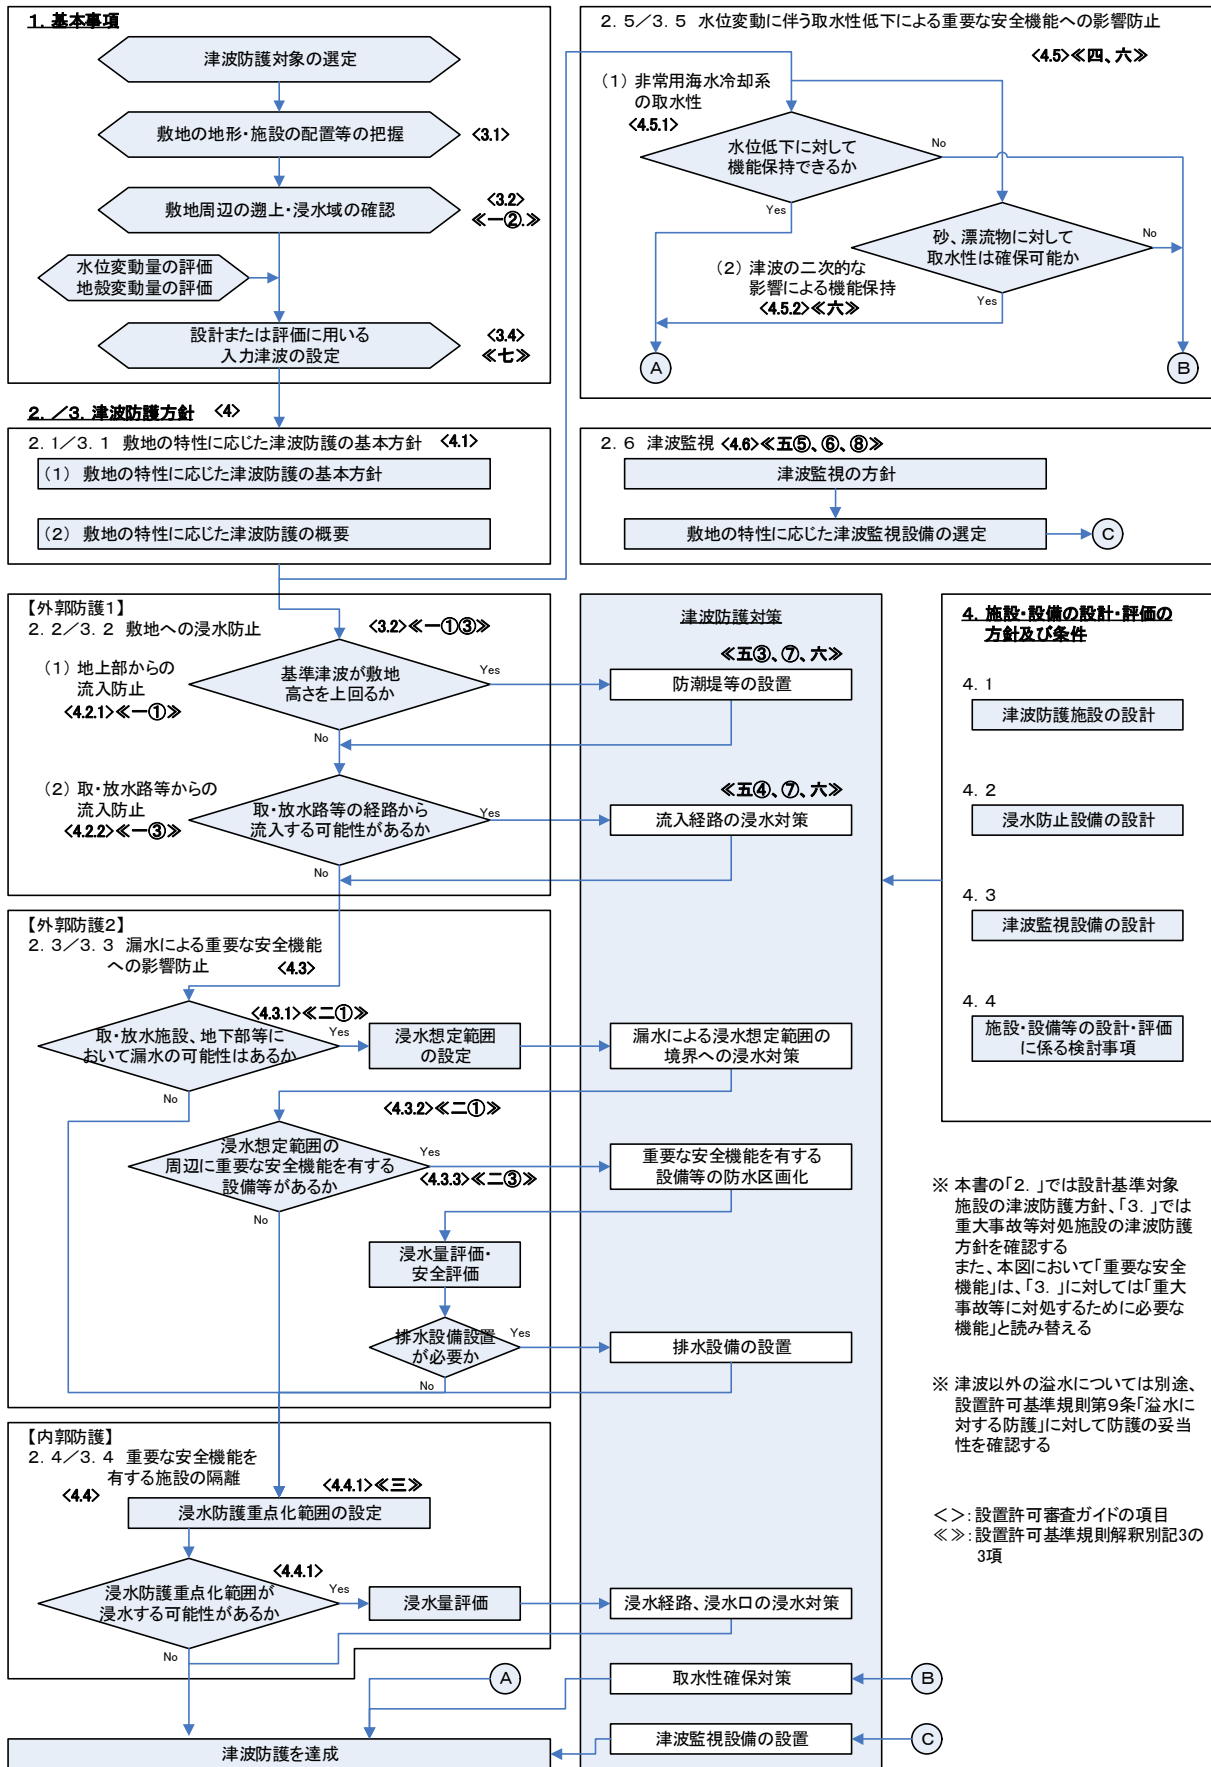 1. 基本事項
津波防護対象の選定
敷地の地形・施設の配置等の把握
<3.1>
敷地周辺の遡上・浸水域の確認
<3.2>
≪一②.≫
水位変動量の評価
地殻変動量の評価
設計または評価に用いる
入力津波の設定
<3.4>
≪七≫
2．5／3．5 水位変動に伴う取水性低下による重要な安全機能への影響防止
<4.5>≪四、六≫
（1）非常用海水冷却系
の取水性
<4.5.1>
水位低下に対して
機能保持できるか
No
Yes
砂、漂流物に対して
取水性は確保可能か
No
（2）津波の二次的な
影響による機能保持
<4.5.2>≪六≫
Yes
A
B
2．／3．津波防護方針 <4>
2．1／3．1 敷地の特性に応じた津波防護の基本方針 <4.1>
（1）敷地の特性に応じた津波防護の基本方針
（2）敷地の特性に応じた津波防護の概要
2．6 津波監視 <4.6>≪五⑤、⑥、⑧≫
津波監視の方針
敷地の特性に応じた津波監視設備の選定
C
【外郭防護1】
2．2／3．2 敷地への浸水防止
<3.2>≪一①③≫
（1）地上部からの
流入防止
<4.2.1>≪一①≫
基準津波が敷地
高さを上回るか
Yes
No
（2）取・放水路等からの
流入防止
<4.2.2>≪一③≫
取・放水路等の経路から
流入する可能性があるか
Yes
No
津波防護対策
≪五③、⑦、六≫
防潮堤等の設置
≪五④、⑦、六≫
流入経路の浸水対策
4．施設・設備の設計・評価の
方針及び条件
4．1
津波防護施設の設計
4．2
浸水防止設備の設計
4．3
津波監視設備の設計
4．4
施設・設備等の設計・評価
に係る検討事項
【外郭防護2】
2．3／3．3 漏水による重要な安全機能
への影響防止
<4.3>
<4.3.1>≪二①≫
取・放水施設、地下部等に
おいて漏水の可能性はあるか
Yes
No
浸水想定範囲
の設定
漏水による浸水想定範囲の
境界への浸水対策
<4.3.2>≪二①≫
浸水想定範囲の
周辺に重要な安全機能を有する
設備等があるか
Yes
<4.3.3>≪二③≫
No
重要な安全機能を有する
設備等の防水区画化
浸水量評価・
安全評価
排水設備設置
が必要か
Yes
No
排水設備の設置
※ 本書の「2．」では設計基準対象
施設の津波防護方針、「3．」では
重大事故等対処施設の津波防護
方針を確認する
また、本図において「重要な安全
機能」は、「3．」に対しては「重大
事故等に対処するために必要な
機能」と読み替える
※ 津波以外の溢水については別途、
設置許可基準規則第9条「溢水に
対する防護」に対して防護の妥当
性を確認する
【内郭防護】
2．4／3．4 重要な安全機能を
有する施設の隔離
<4.4>
<4.4.1>≪三≫
浸水防護重点化範囲の設定
<4.4.1>
浸水防護重点化範囲が
浸水する可能性があるか
Yes
No
浸水量評価
浸水経路、浸水口の浸水対策
＜＞：設置許可審査ガイドの項目
≪≫：設置許可基準規則解釈別記3の
3項
A
取水性確保対策
B
津波監視設備の設置
C
津波防護を達成